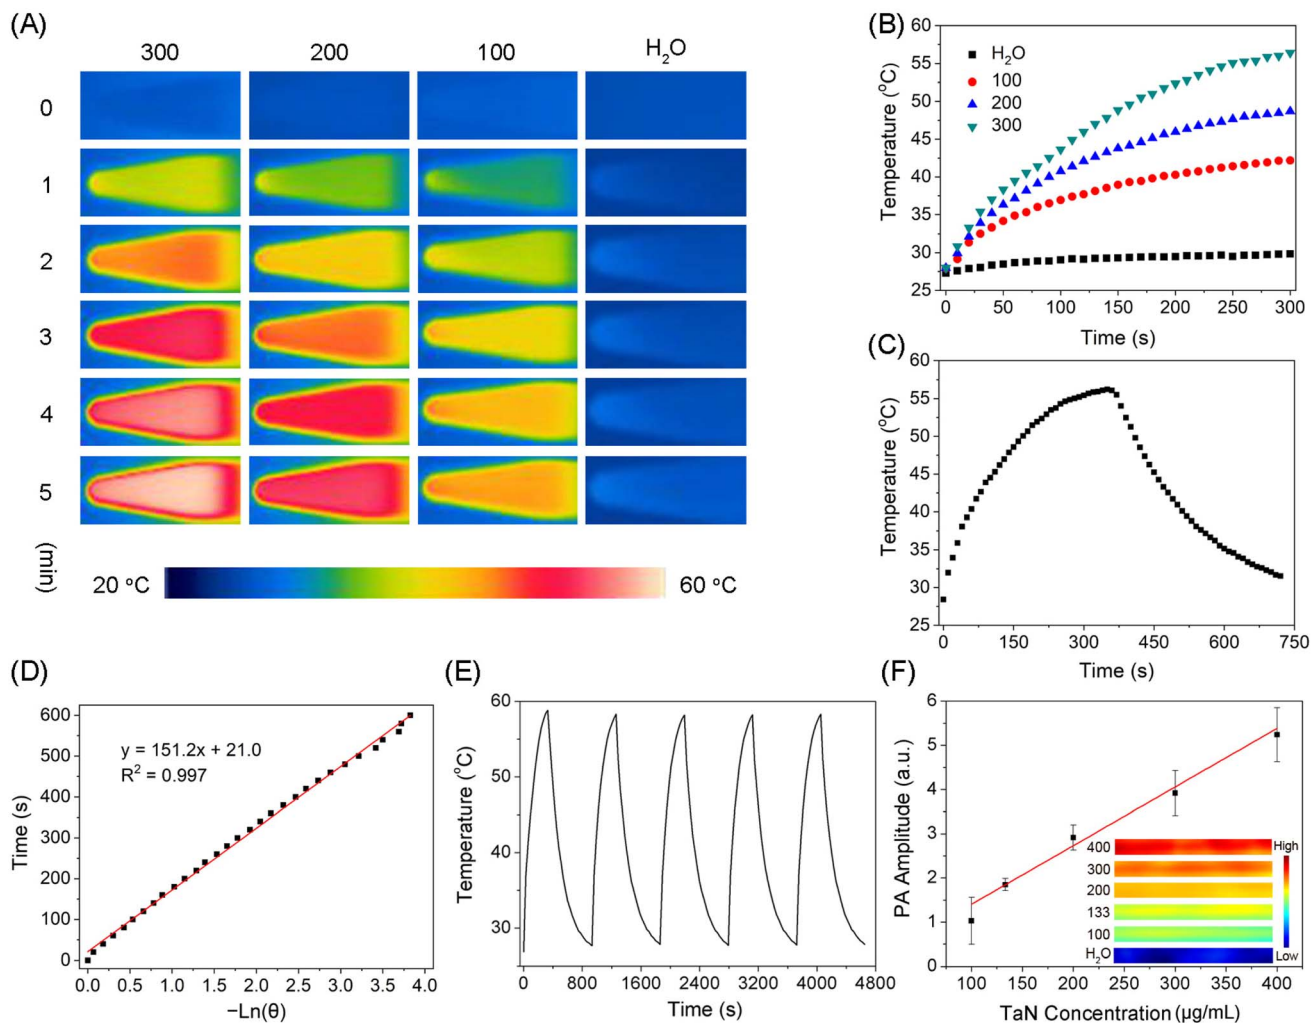 (A)
300 200 100 H₂O
0
1
2
3
4
5
(min)
20 °C 60 °C
(B)
60
55
50
45
40
35
30
25
Temperature (°C)
H₂O
100
200
300
0 50 100 150 200 250 300
Time (s)
(C)
60
55
50
45
40
35
30
25
Temperature (°C)
0 150 300 450 600 750
Time (s)
(D)
600
500
400
300
200
100
0
Time (s)
y = 151.2x + 21.0
R² = 0.997
0.0 0.5 1.0 1.5 2.0 2.5 3.0 3.5 4.0
−Ln(θ)
(E)
60
50
40
30
Temperature (°C)
0 800 1600 2400 3200 4000 4800
Time (s)
(F)
6
5
4
3
2
1
0
PA Amplitude (a.u.)
400
300
200
133
100
H₂O
High
Low
100 150 200 250 300 350 400
TaN Concentration (μg/mL)